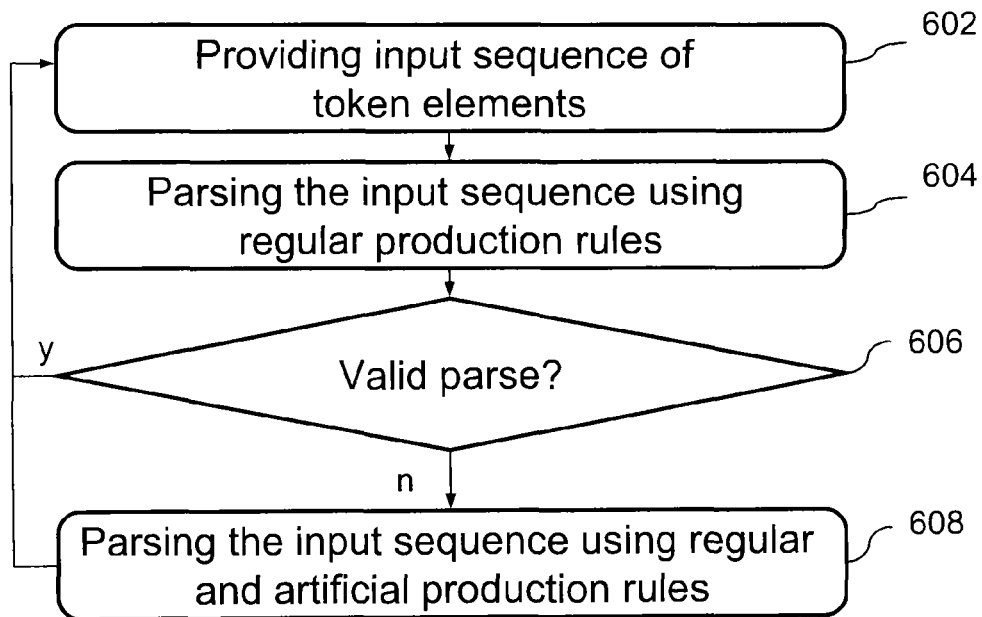 602
Providing input sequence of
token elements
604
Parsing the input sequence using
regular production rules
606
y
Valid parse?
n
608
Parsing the input sequence using regular
and artificial production rules